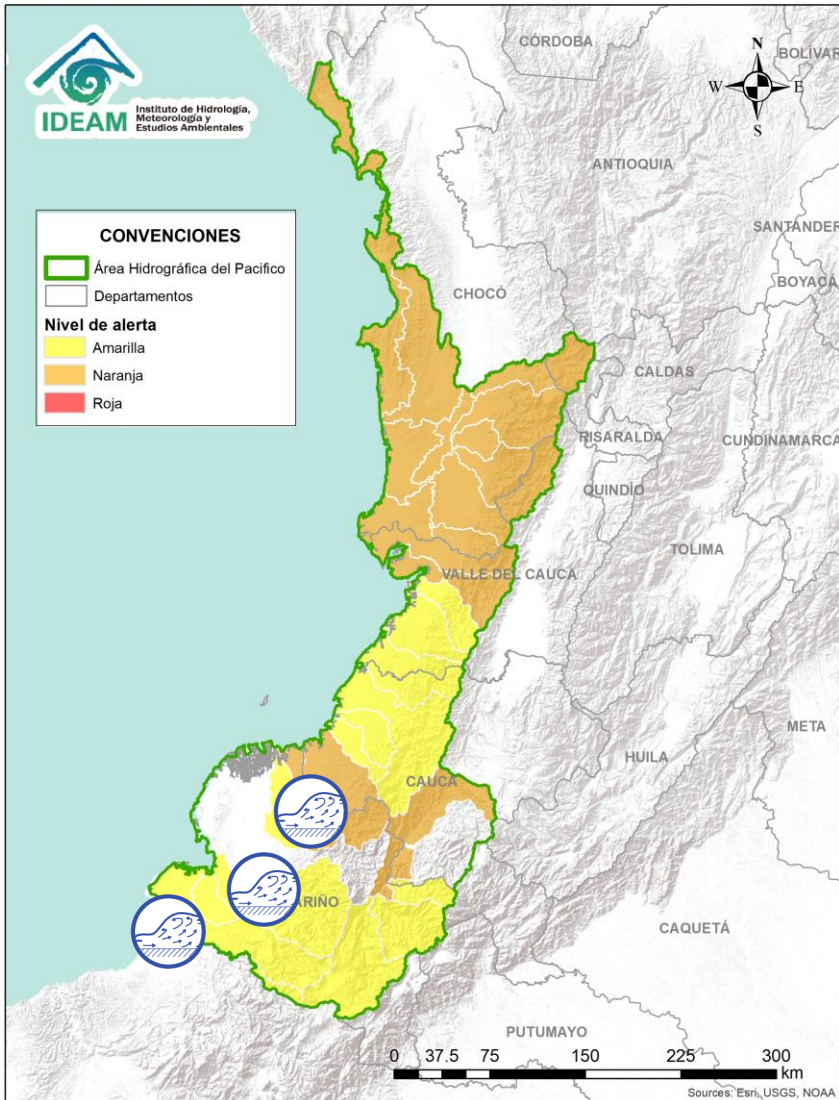 IDEAM
Instituto de Hidrología,
Meteorología y
Estudios Ambientales
CÓRDOBA
BOLÍVAR
N
W
E
S
ANTIOQUIA
SANTANDER
BOYACÁ
CONVENCIONES
Área Hidrográfica del Pacifico
Departamentos
Nivel de alerta
Amarilla
Naranja
Roja
CHOCÓ
CALDAS
RISARALDA
CUNDINAMARCA
QUINDÍO
TOLIMA
VALLE DEL CAUCA
META
HUILA
CAUCA
ARIÑO
CAQUETÁ
PUTUMAYO
0 37.5 75 150 225 300
km
Sources: Esri, USGS, NOAA